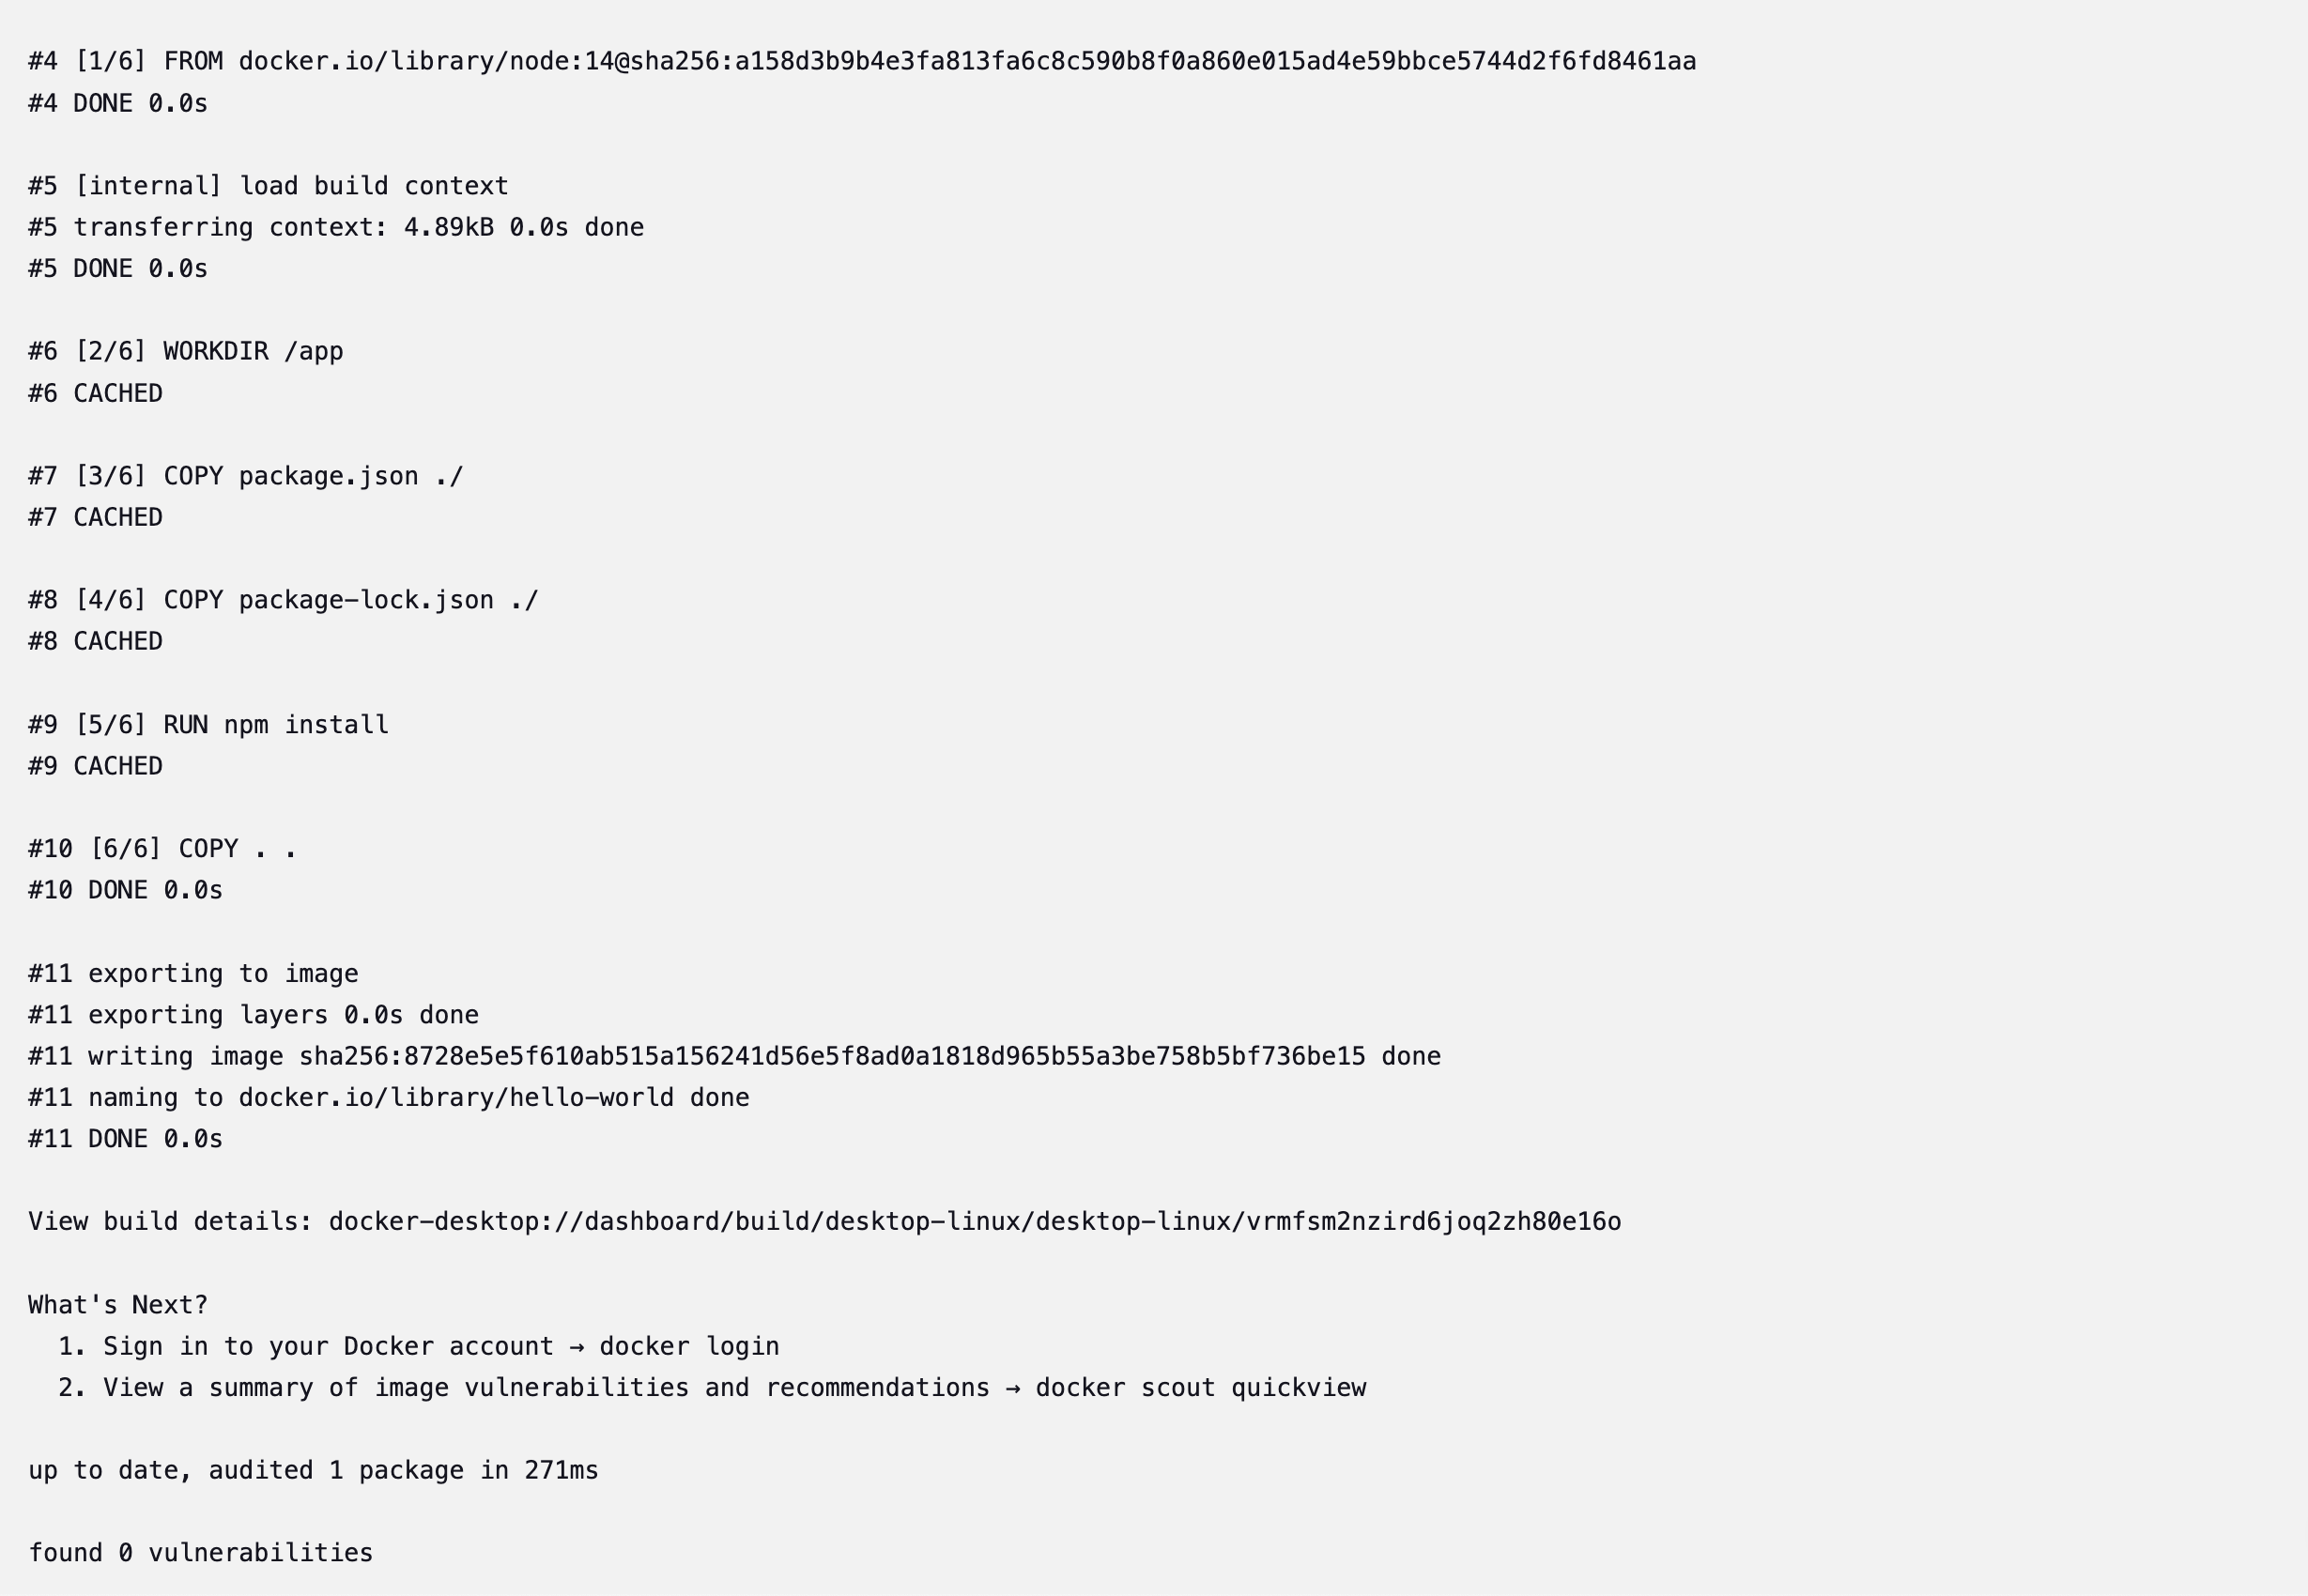 #4 [1/6] FROM docker.io/library/node:14@sha256:a158d3b9b4e3fa813fa6c8c590b8f0a860e015ad4e59bbce5744d2f6fd8461aa
#4 DONE 0.0s
#5 [internal] load build context
#5 transferring context: 4.89kB 0.0s done
#5 DONE 0.0s
#6 [2/6] WORKDIR /app
#6 CACHED
#7 [3/6] COPY package.json ./
#7 CACHED
#8 [4/6] COPY package-lock.json ./
#8 CACHED
#9 [5/6] RUN npm install
#9 CACHED
#10 [6/6] COPY . .
#10 DONE 0.0s
#11 exporting to image
#11 exporting layers 0.0s done
#11 writing image sha256:8728e5e5f610ab515a156241d56e5f8ad0a1818d965b55a3be758b5bf736be15 done
#11 naming to docker.io/library/hello-world done
#11 DONE 0.0s
View build details: docker-desktop://dashboard/build/desktop-linux/desktop-linux/vrmfsm2nzird6joq2zh80e16o
What's Next?
  1. Sign in to your Docker account → docker login
  2. View a summary of image vulnerabilities and recommendations → docker scout quickview
up to date, audited 1 package in 271ms
found 0 vulnerabilities